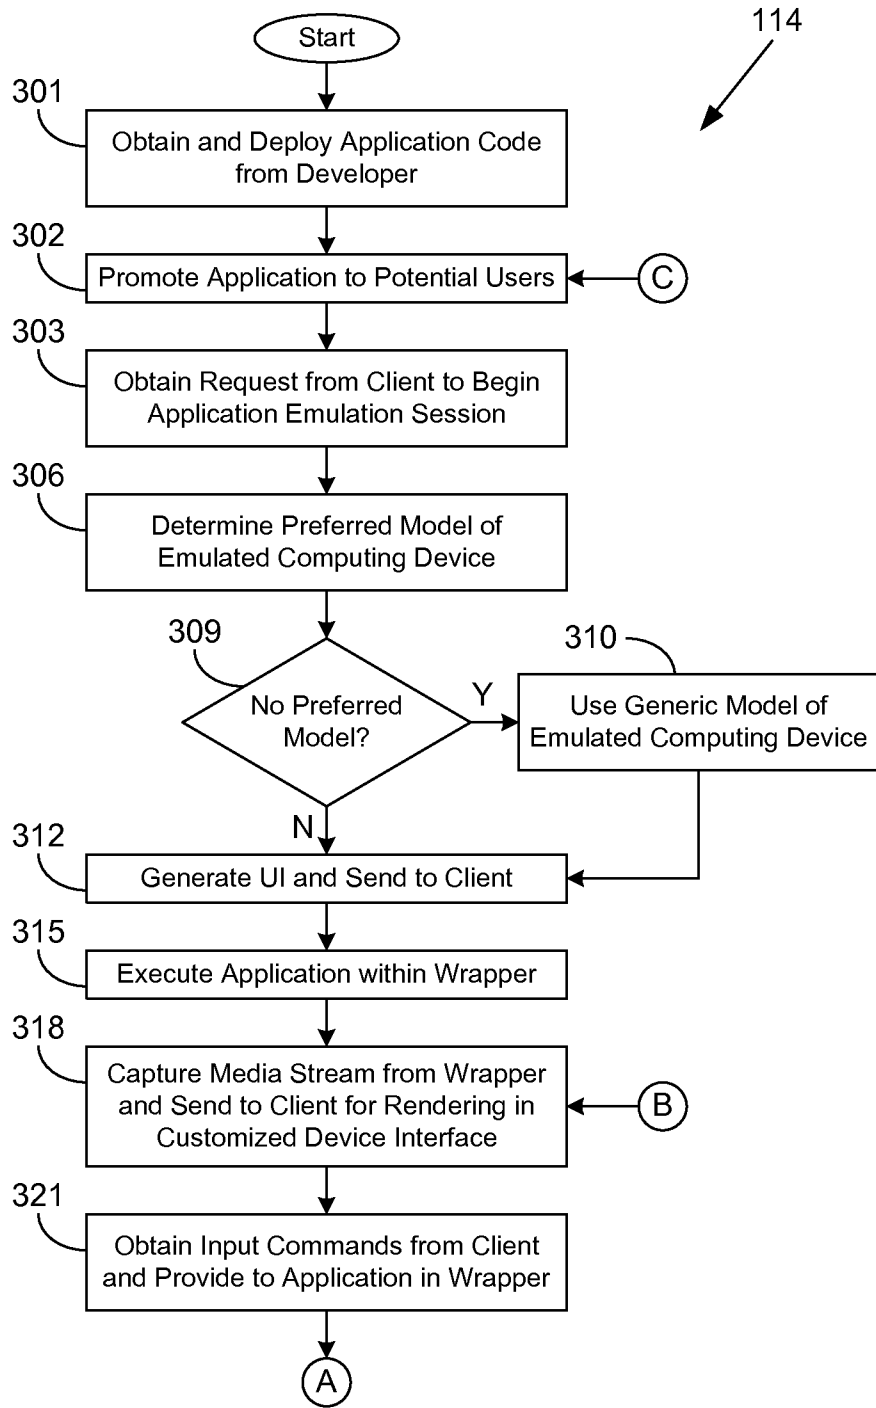 114
Start
301
Obtain and Deploy Application Code
from Developer
302
Promote Application to Potential Users
C
303
Obtain Request from Client to Begin
Application Emulation Session
306
Determine Preferred Model of
Emulated Computing Device
309
No Preferred
Model?
Y
310
Use Generic Model of
Emulated Computing Device
N
312
Generate UI and Send to Client
315
Execute Application within Wrapper
318
Capture Media Stream from Wrapper
and Send to Client for Rendering in
Customized Device Interface
B
321
Obtain Input Commands from Client
and Provide to Application in Wrapper
A